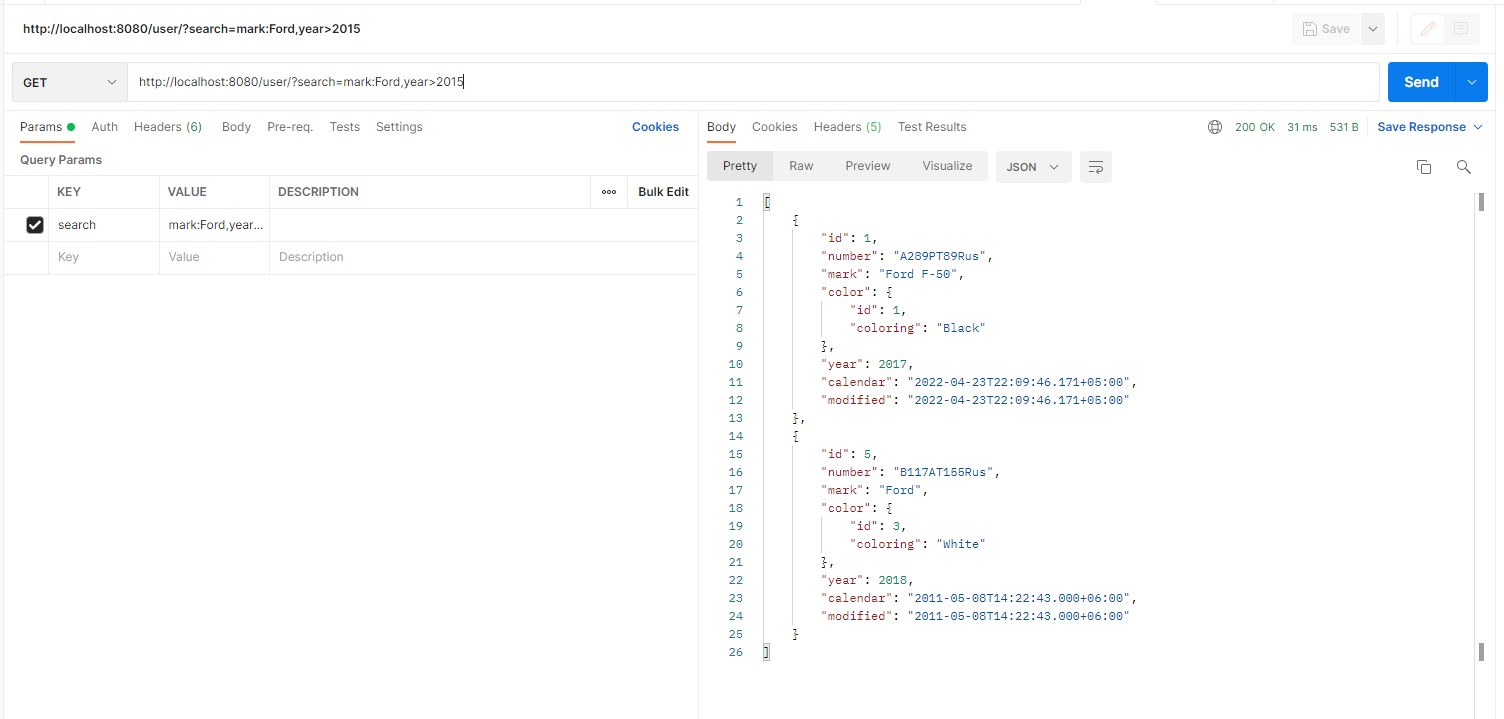 http://localhost:8080/user/?search=mark:Ford,year>2015
Save
GET
http://localhost:8080/user/?search=mark:Ford,year>2015
Send
Params
Auth
Headers (6)
Body
Pre-req.
Tests
Settings
Cookies
Query Params
KEY
VALUE
DESCRIPTION
Bulk Edit
search
mark:Ford,year...
Key
Value
Description
Body
Cookies
Headers (5)
Test Results
200 OK
31 ms
531 B
Save Response
Pretty
Raw
Preview
Visualize
JSON
1 [
2 {
3 "id": 1,
4 "number": "A289PT89Rus",
5 "mark": "Ford F-50",
6 "color": {
7 "id": 1,
8 "coloring": "Black"
9 },
10 "year": 2017,
11 "calendar": "2022-04-23T22:09:46.171+05:00",
12 "modified": "2022-04-23T22:09:46.171+05:00"
13 },
14 {
15 "id": 5,
16 "number": "B117AT155Rus",
17 "mark": "Ford",
18 "color": {
19 "id": 3,
20 "coloring": "White"
21 },
22 "year": 2018,
23 "calendar": "2011-05-08T14:22:43.000+06:00",
24 "modified": "2011-05-08T14:22:43.000+06:00"
25 }
26 ]